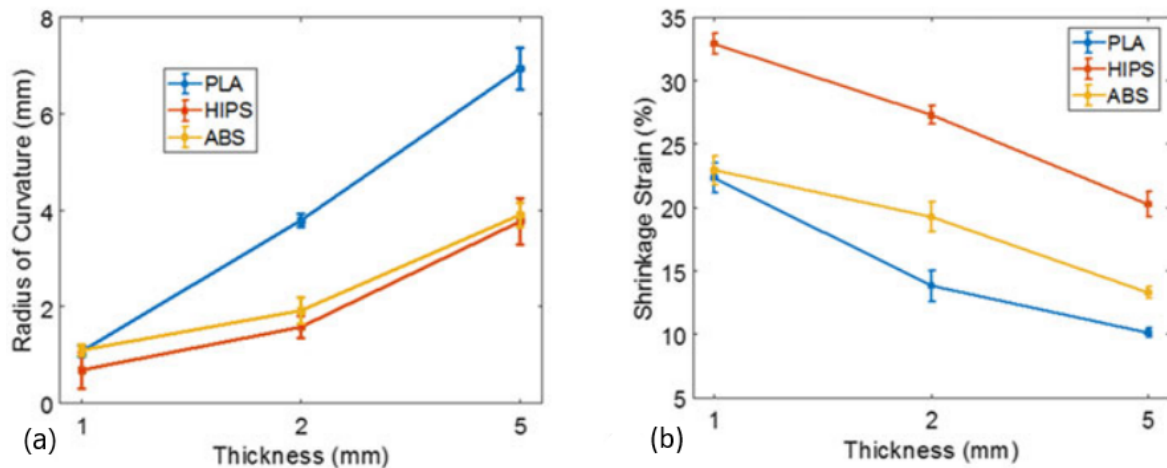 8
6
4
2
0
Radius of Curvature (mm)
PLA
HIPS
ABS
1 2 5
Thickness (mm)
(a)
35
30
25
20
15
10
5
Shrinkage Strain (%)
PLA
HIPS
ABS
1 2 5
Thickness (mm)
(b)